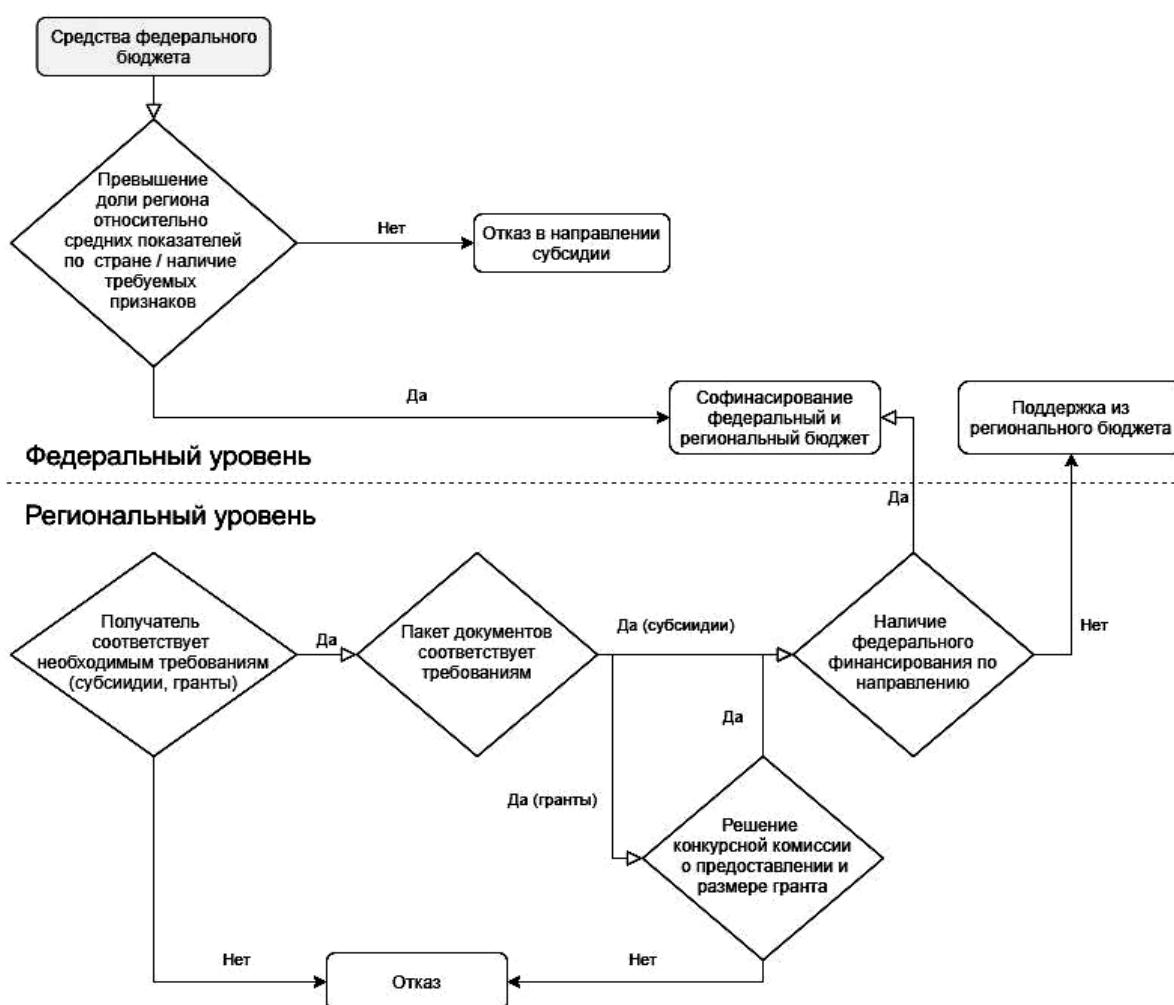 Средства федерального
бюджета
Превышение
доли региона
относительно
средних показателей
по стране / наличие
требуемых
признаков
Нет
Отказ в направлении
субсидии
Да
Софинасирование
федеральный и
региональный бюджет
Поддержка из
регионального бюджета
Федеральный уровень
Региональный уровень
Да
Получатель
соответствует
необходимым требованиям
(субсиидии, гранты)
Да
Пакет документов
соответствует
требованиям
Да (субсиидии)
Наличие
федерального
финансирования по
направлению
Нет
Да
Да (гранты)
Решение
конкурсной комиссии
о предоставлении и
размере гранта
Нет
Отказ
Нет